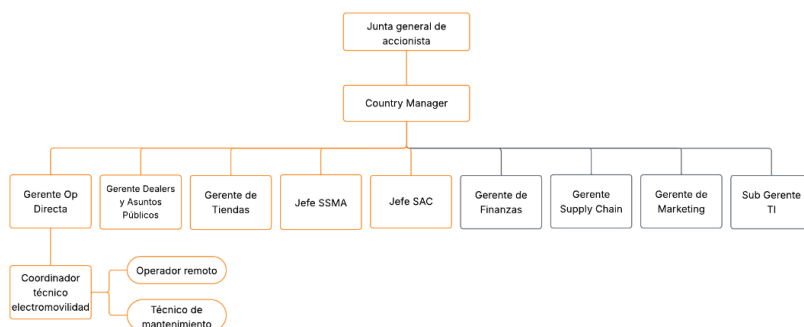 Junta general de
accionista
Country Manager
Gerente Op
Directa
Gerente Dealers
y Asuntos
Públicos
Gerente de
Tiendas
Jefe SSMA
Jefe SAC
Gerente de
Finanzas
Gerente
Supply Chain
Gerente de
Marketing
Sub Gerente
TI
Coordinador
técnico
electromovilidad
Operador remoto
Técnico de
mantenimiento